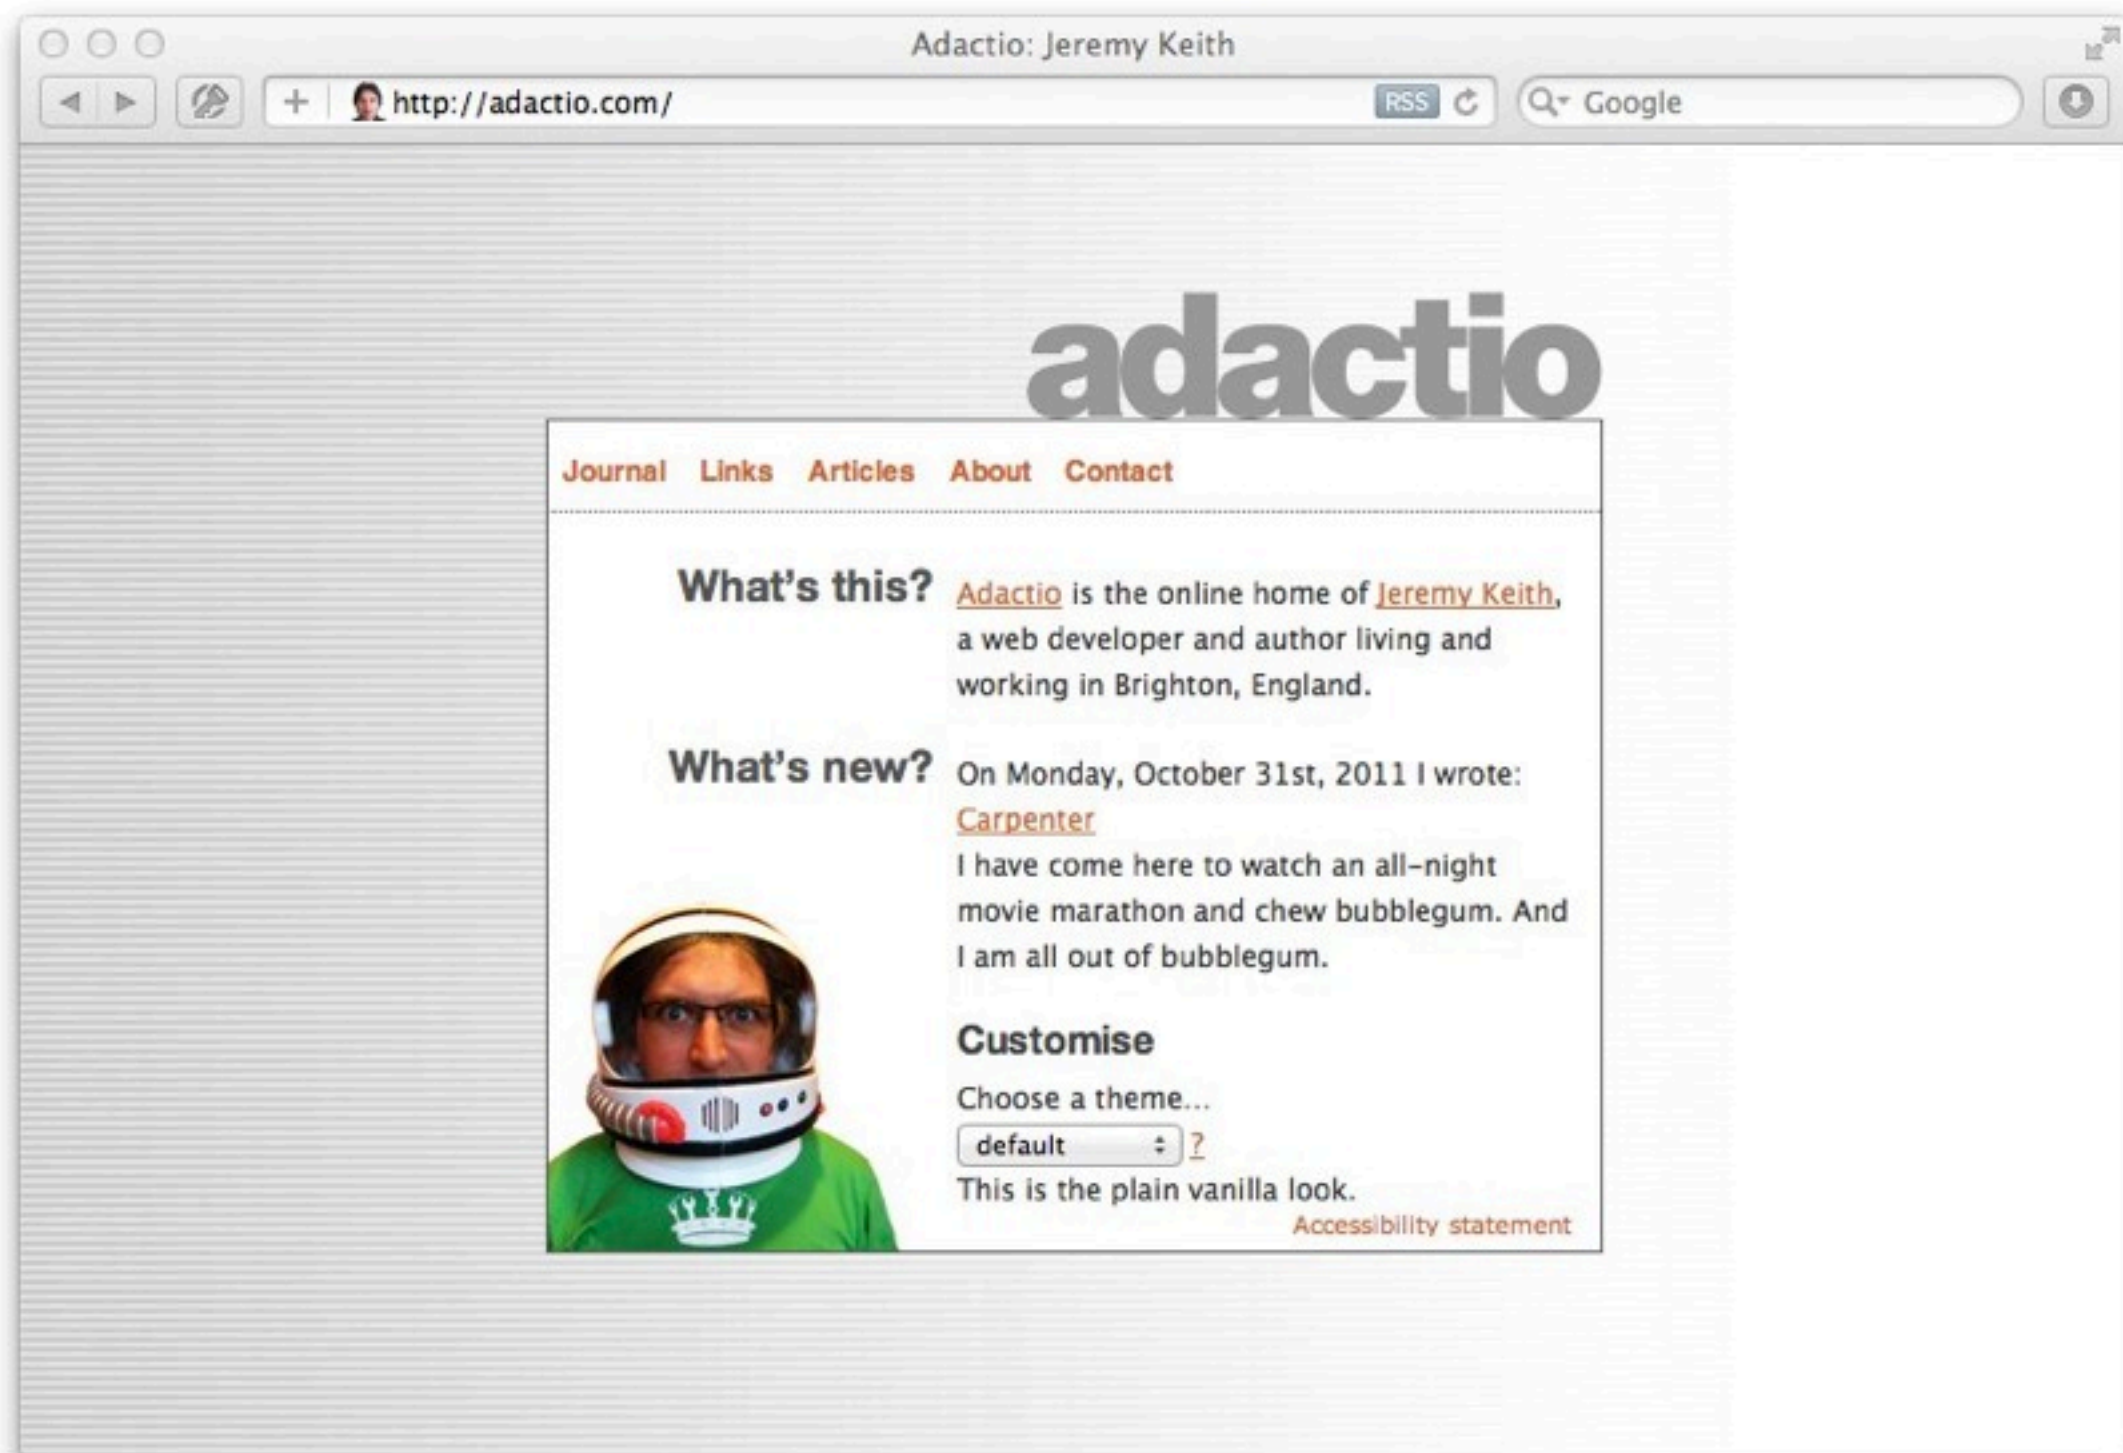 Adactio: Jeremy Keith
http://adactio.com/
RSS
Google
adactio
Journal Links Articles About Contact
What's this?
Adactio is the online home of Jeremy Keith,
a web developer and author living and
working in Brighton, England.
What's new?
On Monday, October 31st, 2011 I wrote:
Carpenter
I have come here to watch an all-night
movie marathon and chew bubblegum. And
I am all out of bubblegum.
Customise
Choose a theme...
default ?
This is the plain vanilla look.
Accessibility statement